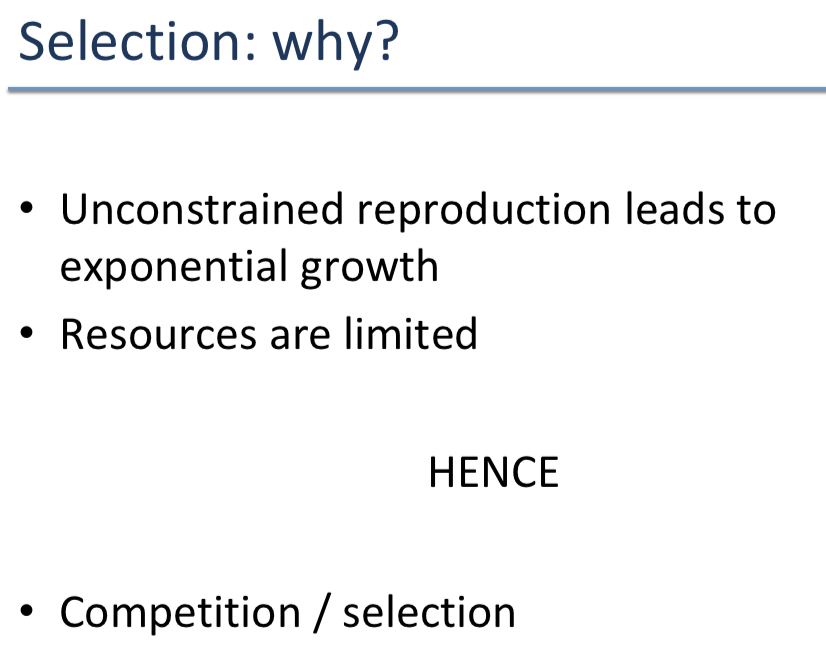 Selection: why?
• Unconstrained reproduction leads to
exponential growth
• Resources are limited
HENCE
• Competition / selection